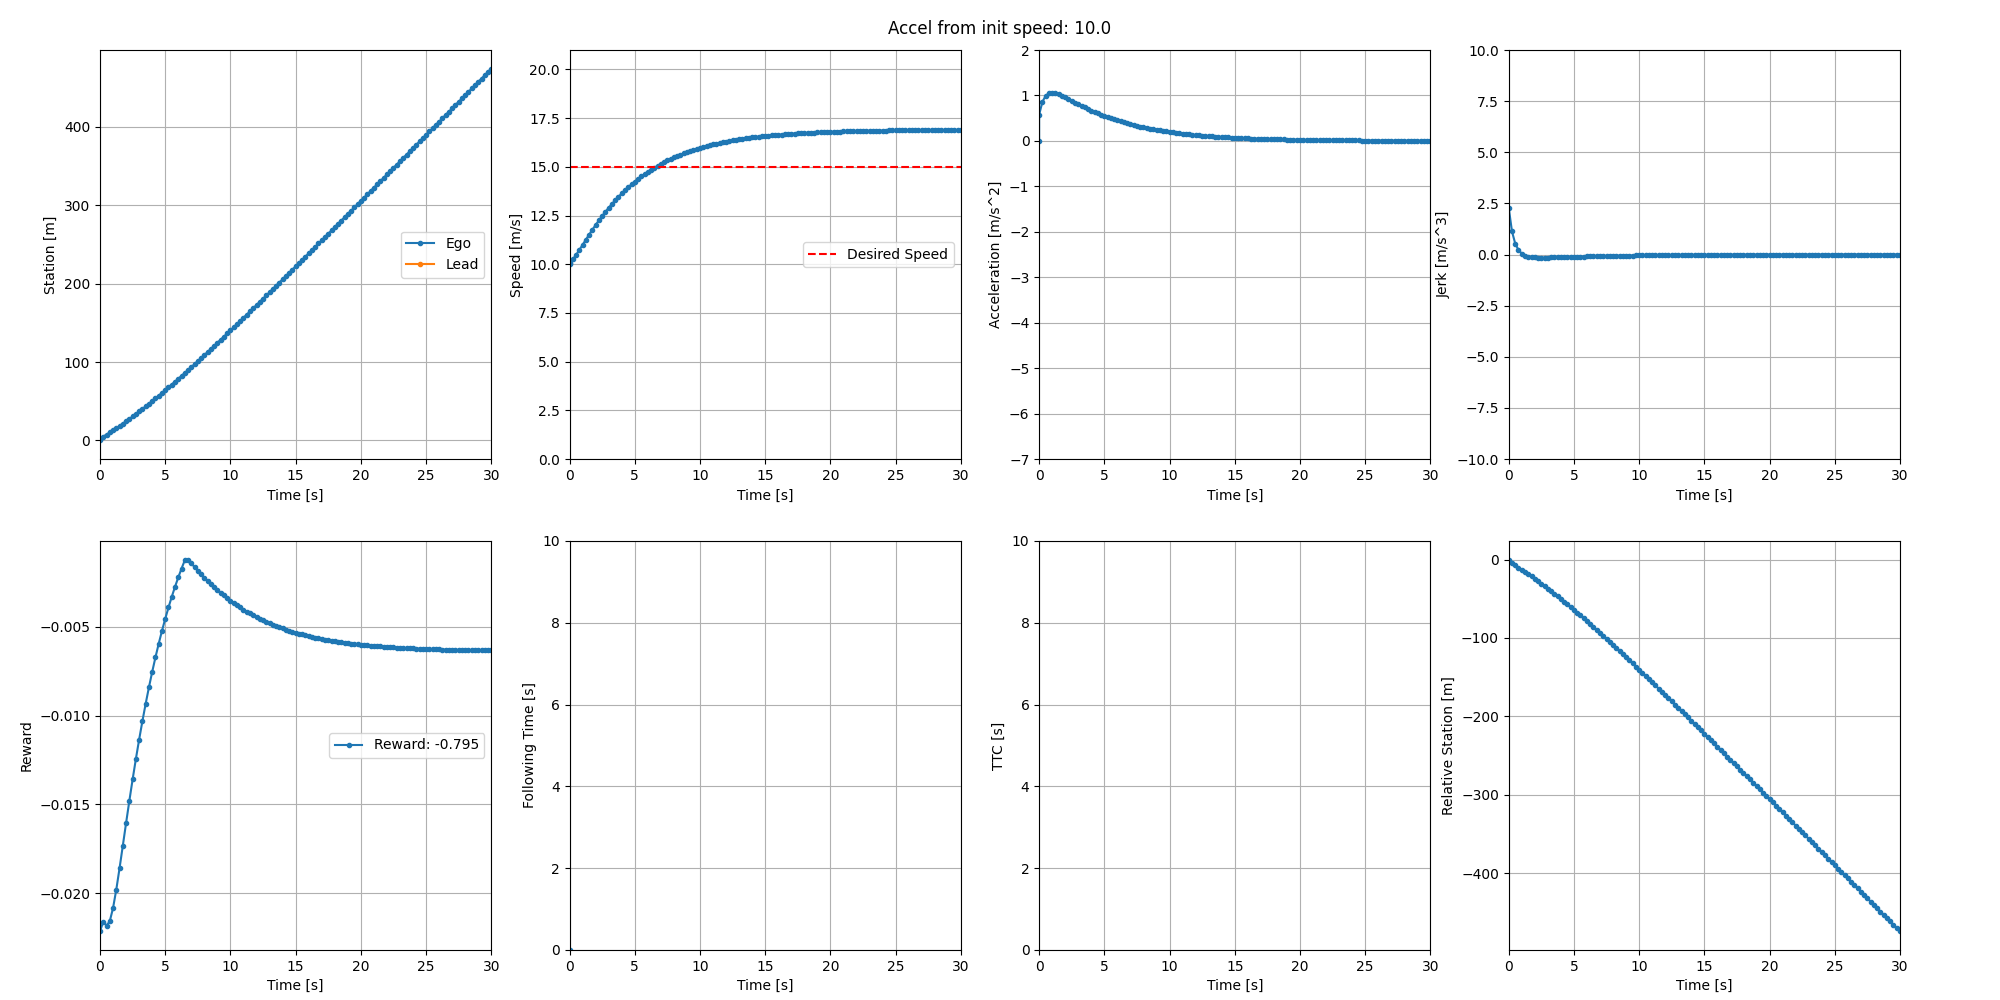 Accel from init speed: 10.0
Station [m]
400
300
200
100
0
0 5 10 15 20 25 30
Time [s]
Ego
Lead
Speed [m/s]
20.0
17.5
15.0
12.5
10.0
7.5
5.0
2.5
0.0
0 5 10 15 20 25 30
Time [s]
Desired Speed
Acceleration [m/s^2]
2
1
0
−1
−2
−3
−4
−5
−6
−7
0 5 10 15 20 25 30
Time [s]
Jerk [m/s^3]
10.0
7.5
5.0
2.5
0.0
−2.5
−5.0
−7.5
−10.0
0 5 10 15 20 25 30
Time [s]
Reward
−0.005
−0.010
−0.015
−0.020
0 5 10 15 20 25 30
Time [s]
Reward: -0.795
Following Time [s]
10
8
6
4
2
0
0 5 10 15 20 25 30
Time [s]
TTC [s]
10
8
6
4
2
0
0 5 10 15 20 25 30
Time [s]
Relative Station [m]
0
−100
−200
−300
−400
0 5 10 15 20 25 30
Time [s]